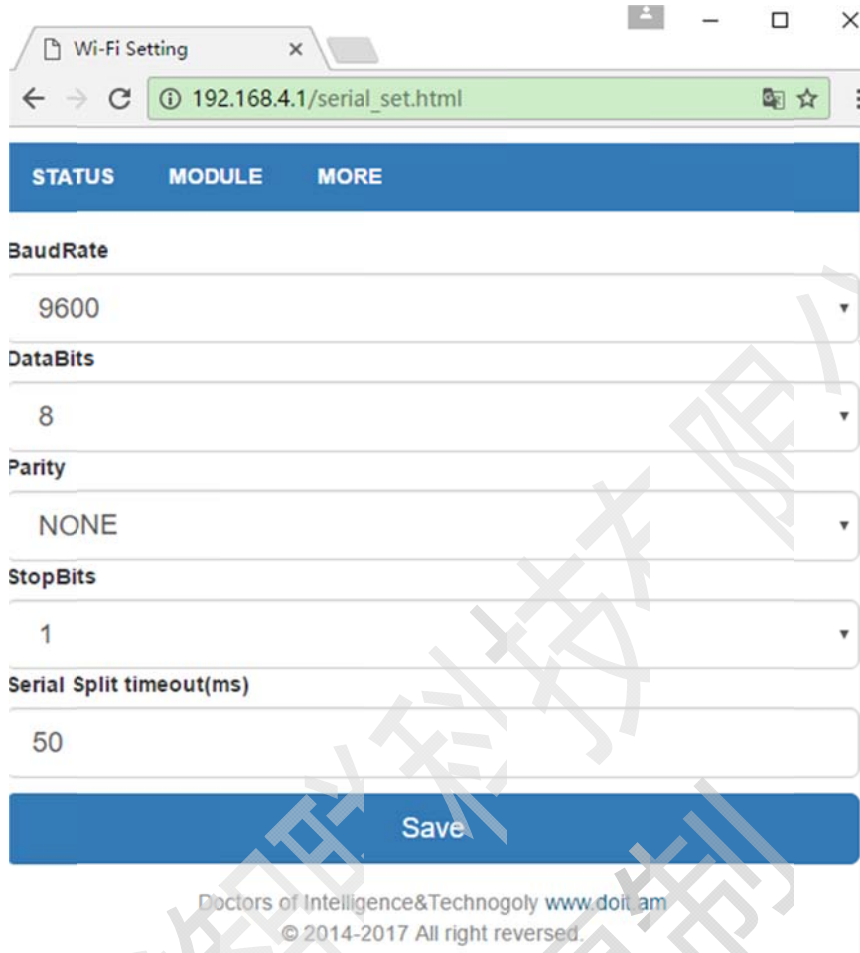 Wi-Fi Setting
192.168.4.1/serial_set.html
STATUS MODULE MORE
BaudRate
9600
DataBits
8
Parity
NONE
StopBits
1
Serial Split timeout(ms)
50
Save
Doctors of Intelligence&Technogoly www.doit.am
© 2014-2017 All right reversed.